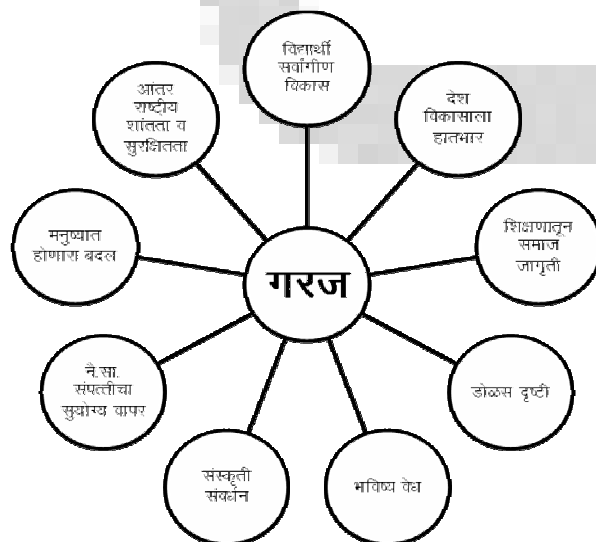 विद्यार्थी
सर्वांगीण
विकास
देश
विकासाला
हातभार
शिक्षणातून
समाज
जागृती
डोळस दृष्टी
भविष्य वेध
संस्कृती
संवर्धन
नै.सा.
संपत्तीचा
सुयोग्य वापर
मनुष्यात
होणारा बदल
आंतर
राष्ट्रीय
शांतता व
सुरक्षितता
गरज